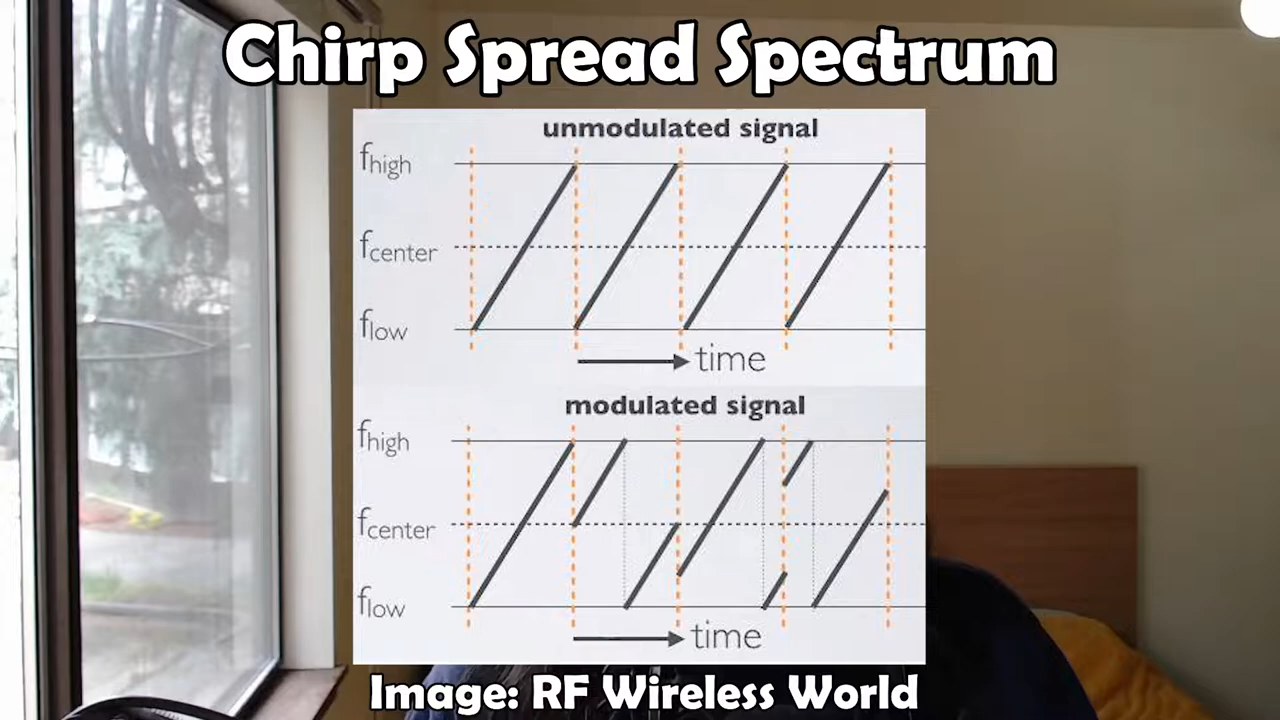 Chirp Spread Spectrum
unmodulated signal
fhigh
fcenter
flow
time
modulated signal
fhigh
fcenter
flow
time
Image: RF Wireless World